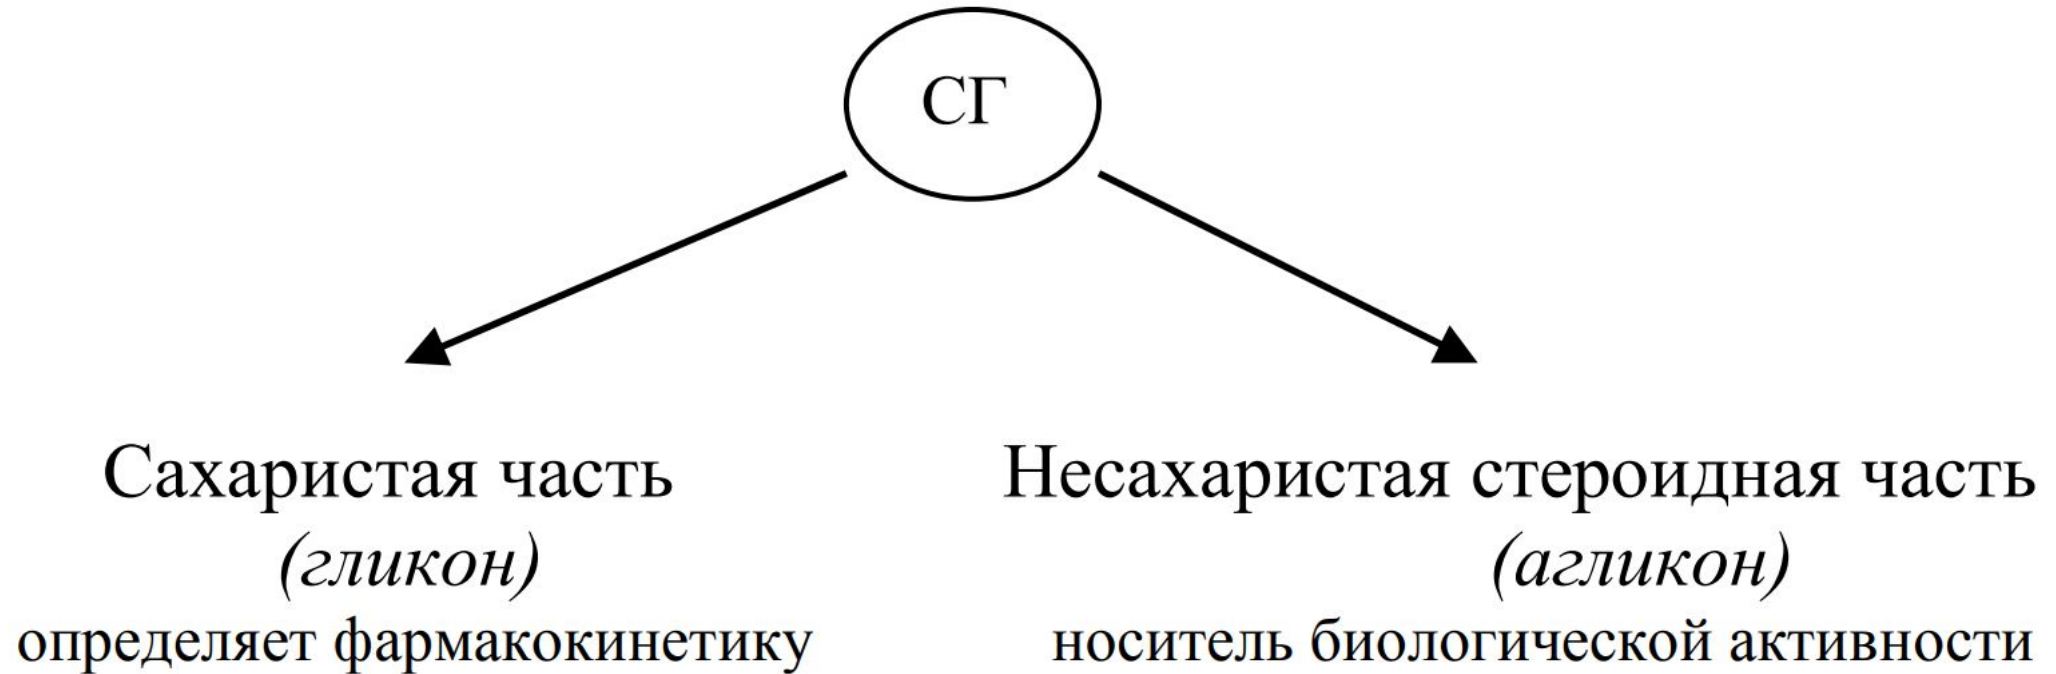 СГ
Сахаристая часть
(гликон)
определяет фармакокинетику
Несахаристая стероидная часть
(агликон)
носитель биологической активности